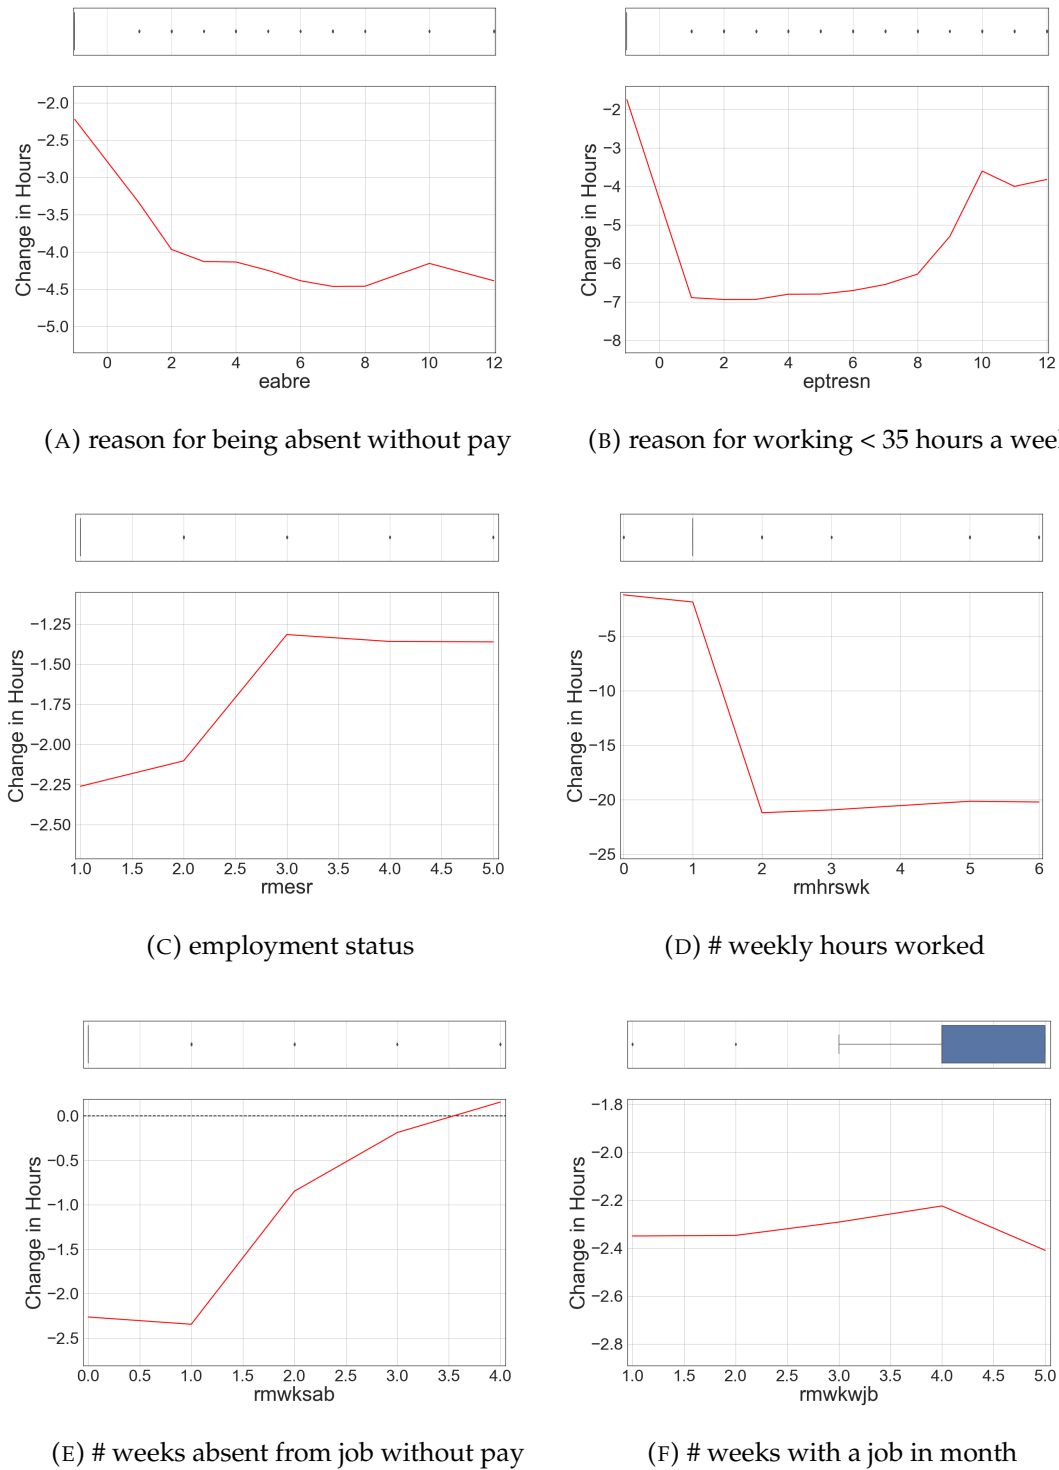 −2.0
−2.5
−3.0
−3.5
−4.0
−4.5
−5.0
Change in Hours
0 2 4 6 8 10 12
eabre
(A) reason for being absent without pay
−2
−3
−4
−5
−6
−7
−8
Change in Hours
0 2 4 6 8 10 12
eptresn
(B) reason for working < 35 hours a wee
−1.25
−1.50
−1.75
−2.00
−2.25
−2.50
Change in Hours
1.0 1.5 2.0 2.5 3.0 3.5 4.0 4.5 5.0
rmesr
(C) employment status
−5
−10
−15
−20
−25
Change in Hours
0 1 2 3 4 5 6
rmhrswk
(D) # weekly hours worked
0.0
−0.5
−1.0
−1.5
−2.0
−2.5
Change in Hours
0.0 0.5 1.0 1.5 2.0 2.5 3.0 3.5 4.0
rmwksab
(E) # weeks absent from job without pay
−1.8
−2.0
−2.2
−2.4
−2.6
−2.8
Change in Hours
1.0 1.5 2.0 2.5 3.0 3.5 4.0 4.5 5.0
rmwkwjb
(F) # weeks with a job in month